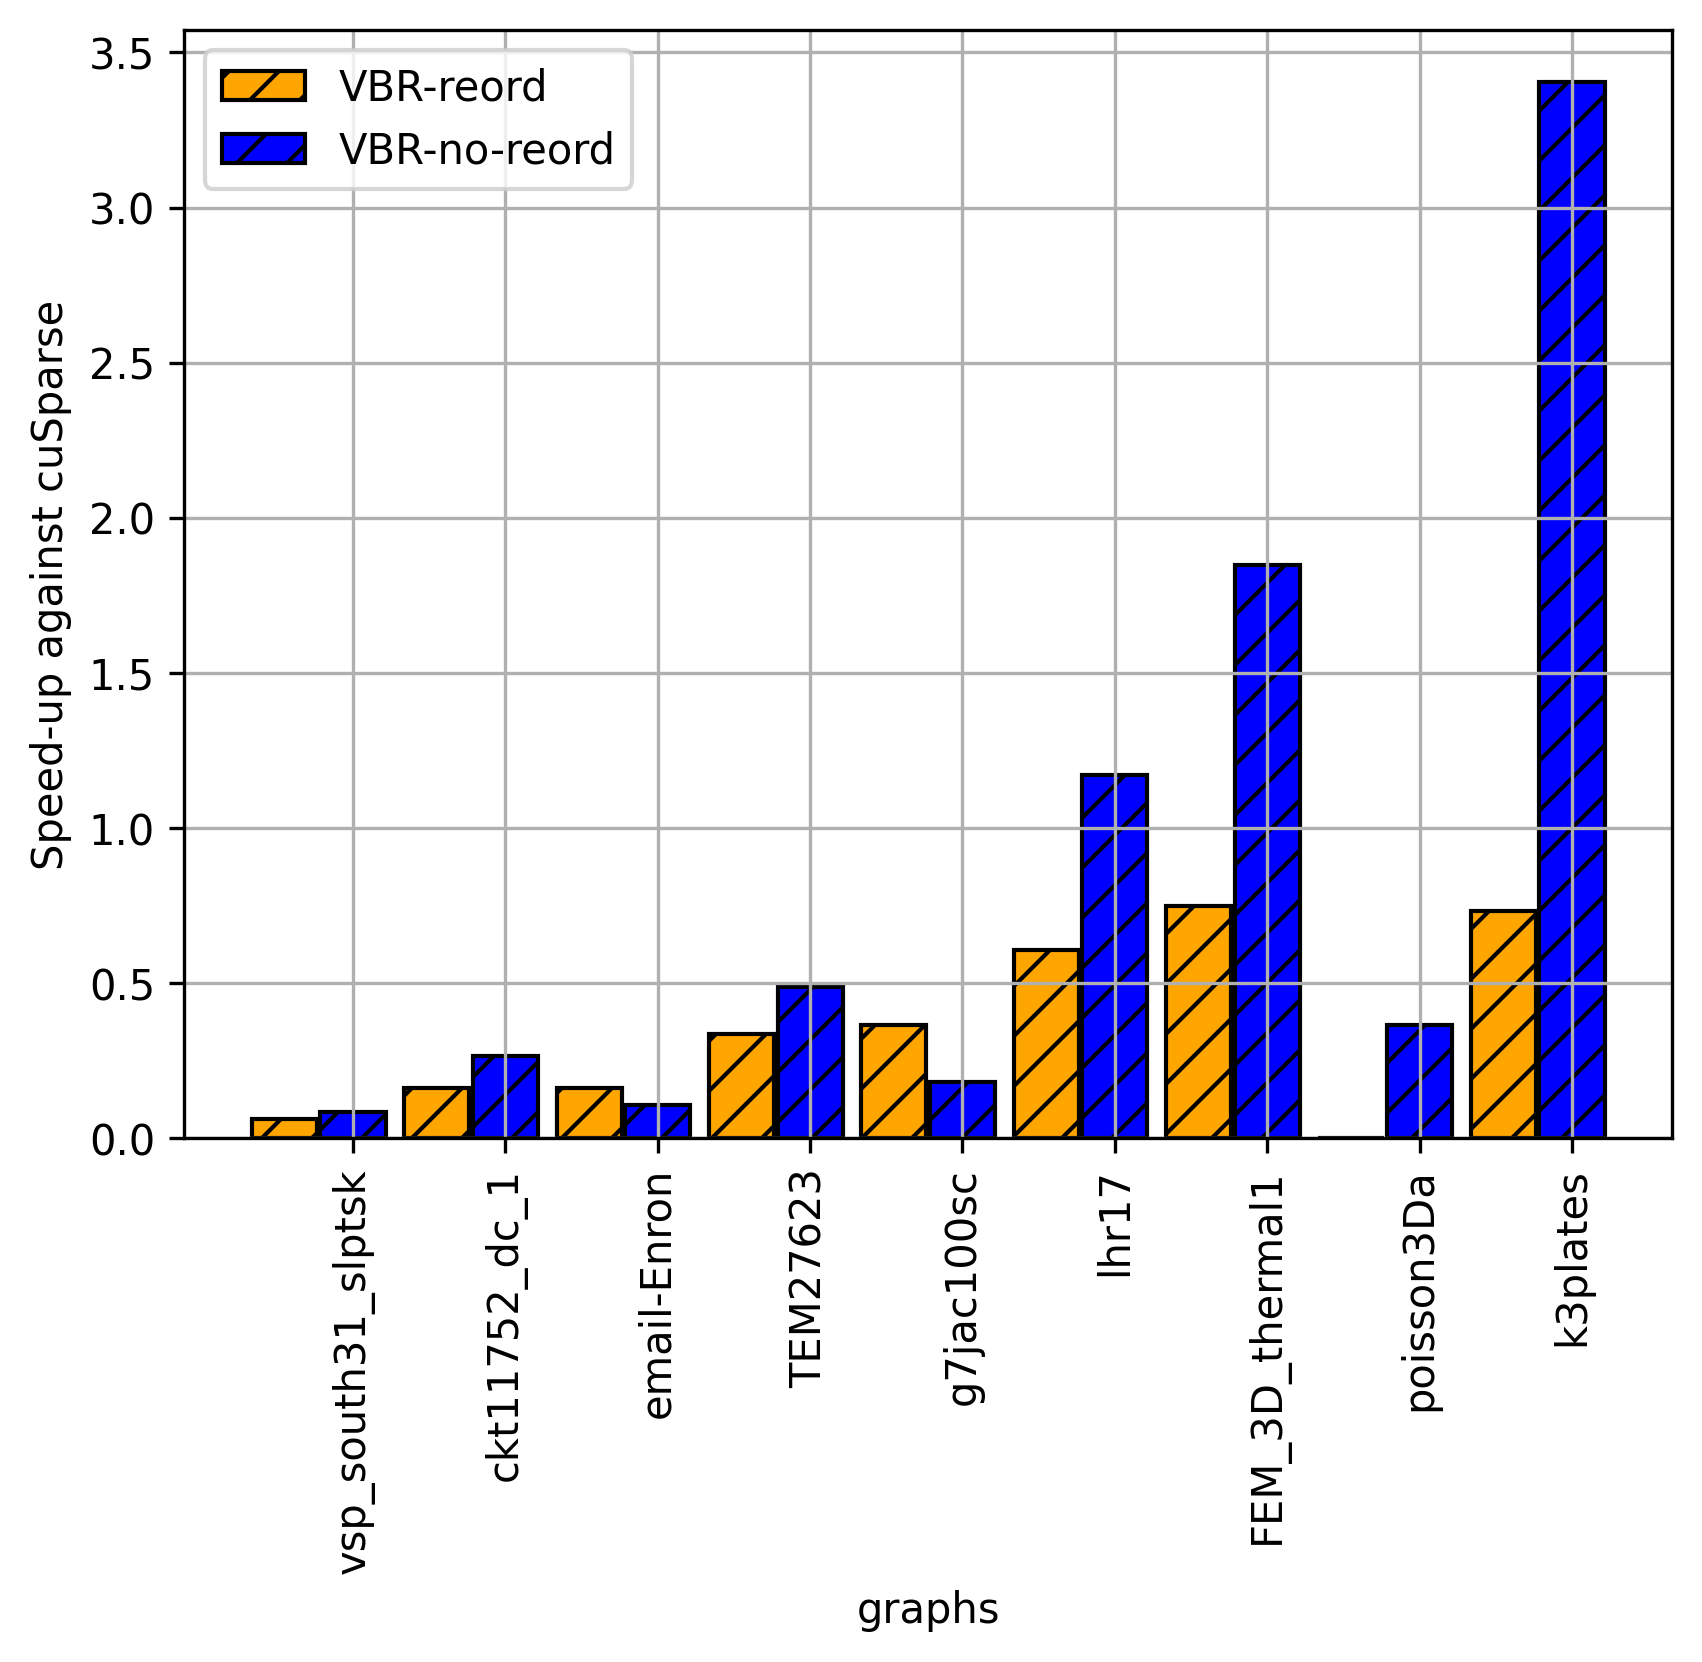 VBR-reord
VBR-no-reord
Speed-up against cuSparse
3.5
3.0
2.5
2.0
1.5
1.0
0.5
0.0
vsp_south31_slptsk
ckt11752_dc_1
email-Enron
TEM27623
g7jac100sc
lhr17
FEM_3D_thermal1
poisson3Da
k3plates
graphs